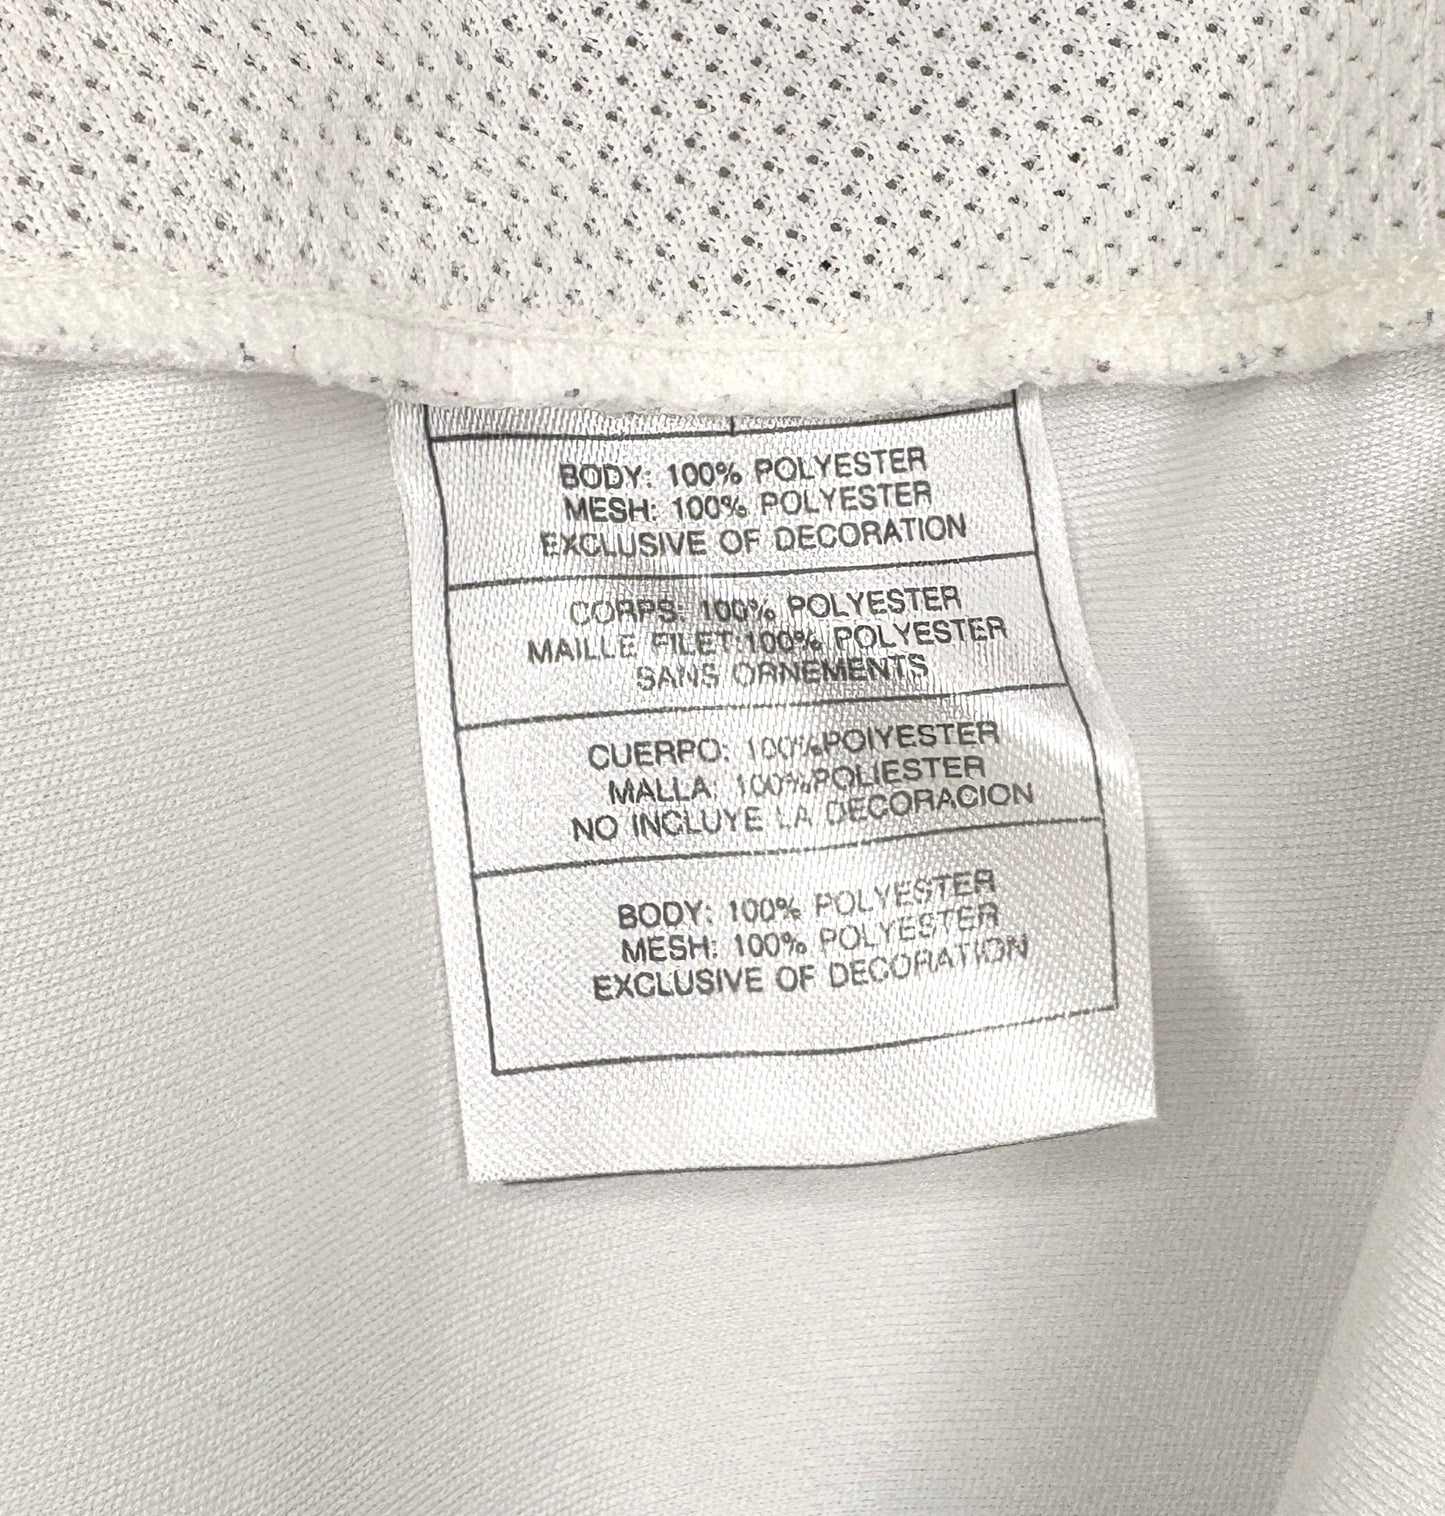 BODY: 100% POLYESTER
MESH: 100% POLYESTER
EXCLUSIVE OF DECORATION
CORPS: 100% POLYESTER
MAILLE FILET:100% POLYESTER
SANS ORNEMENTS
CUERPO: 100%POIYESTER
MALLA: 100%POLIESTER
NO INCLUYE LA DECORACION
BODY: 100% POLYESTER
MESH: 100% POLYESTER
EXCLUSIVE OF DECORATION